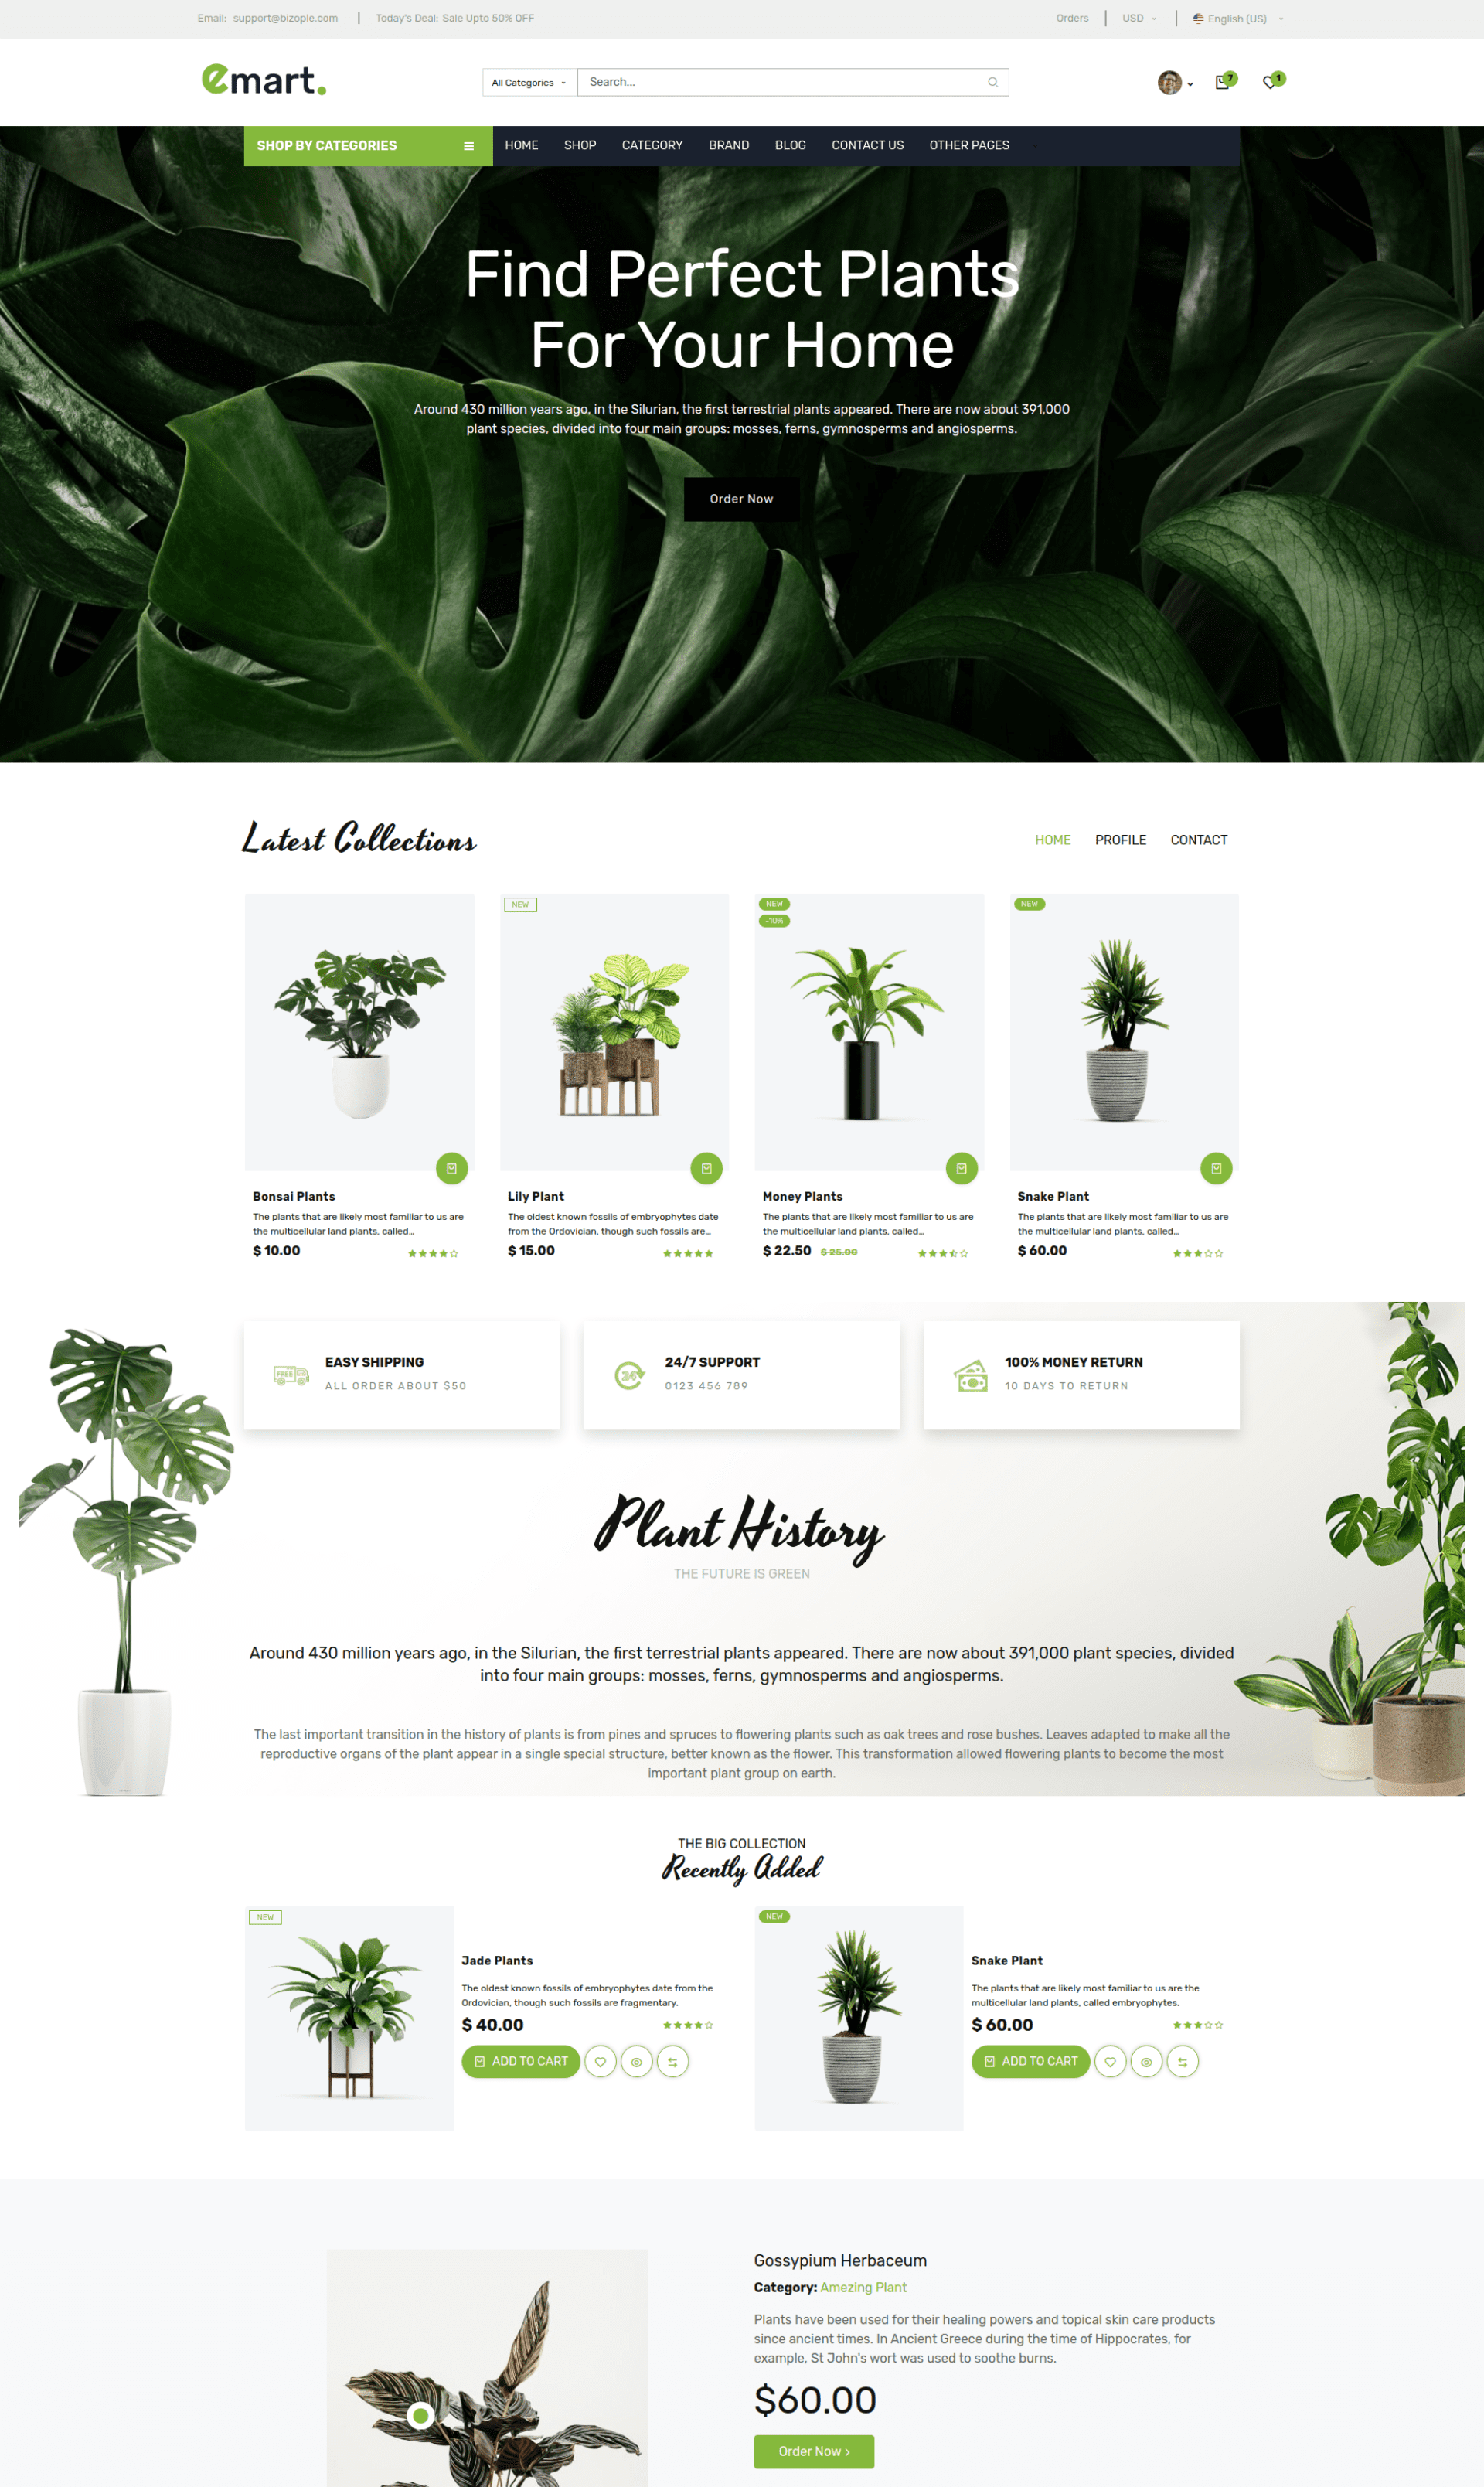 Email: support@bizople.com | Today's Deal: Sale Upto 50% OFF
Orders | USD | English (US)
emart.
All Categories Search...
7 1
SHOP BY CATEGORIES HOME SHOP CATEGORY BRAND BLOG CONTACT US OTHER PAGES
Find Perfect Plants
For Your Home
Around 430 million years ago, in the Silurian, the first terrestrial plants appeared. There are now about 391,000
plant species, divided into four main groups: mosses, ferns, gymnosperms and angiosperms.
Order Now
Latest Collections
HOME PROFILE CONTACT
NEW
NEW
-10%
NEW
Bonsai Plants
The plants that are likely most familiar to us are
the multicellular land plants, called...
$ 10.00
Lily Plant
The oldest known fossils of embryophytes date
from the Ordovician, though such fossils are...
$ 15.00
Money Plants
The plants that are likely most familiar to us are
the multicellular land plants, called...
$ 22.50 $ 25.00
Snake Plant
The plants that are likely most familiar to us are
the multicellular land plants, called...
$ 60.00
FREE
EASY SHIPPING
ALL ORDER ABOUT $50
24
24/7 SUPPORT
0123 456 789
100% MONEY RETURN
10 DAYS TO RETURN
Plant History
THE FUTURE IS GREEN
Around 430 million years ago, in the Silurian, the first terrestrial plants appeared. There are now about 391,000 plant species, divided
into four main groups: mosses, ferns, gymnosperms and angiosperms.
The last important transition in the history of plants is from pines and spruces to flowering plants such as oak trees and rose bushes. Leaves adapted to make all the
reproductive organs of the plant appear in a single special structure, better known as the flower. This transformation allowed flowering plants to become the most
important plant group on earth.
THE BIG COLLECTION
Recently Added
NEW
Jade Plants
The oldest known fossils of embryophytes date from the
Ordovician, though such fossils are fragmentary.
$ 40.00
ADD TO CART
NEW
Snake Plant
The plants that are likely most familiar to us are the
multicellular land plants, called embryophytes.
$ 60.00
ADD TO CART
Gossypium Herbaceum
Category: Amezing Plant
Plants have been used for their healing powers and topical skin care products
since ancient times. In Ancient Greece during the time of Hippocrates, for
example, St John's wort was used to soothe burns.
$60.00
Order Now ›